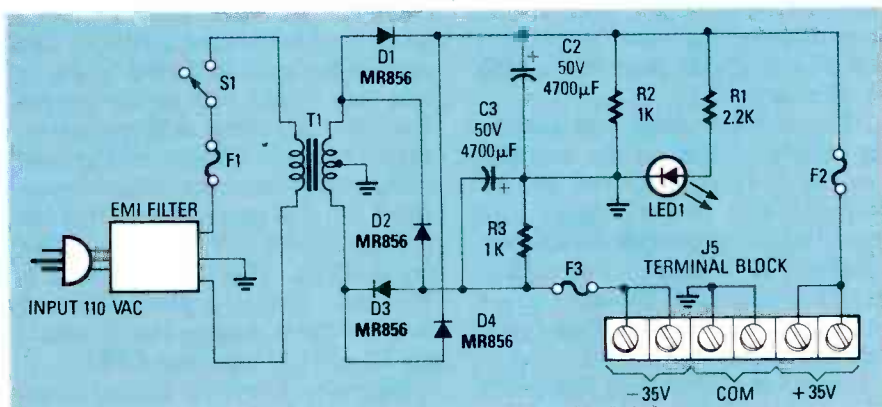 S1
F1
EMI FILTER
INPUT 110 VAC
T1
D1
MR856
D2
MR856
D3
MR856
D4
MR856
C2
50V
4700µF
+
C3
50V
4700µF
+
R2
1K
R1
2.2K
R3
1K
LED1
F2
F3
J5
TERMINAL BLOCK
−35V COM +35V